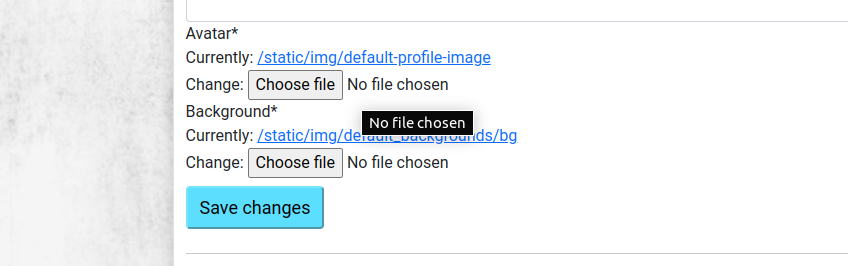 Avatar*
Currently: /static/img/default-profile-image
Change: Choose file No file chosen
Background*
No file chosen
Currently: /static/img/default_backgrounds/bg
Change: Choose file No file chosen
Save changes